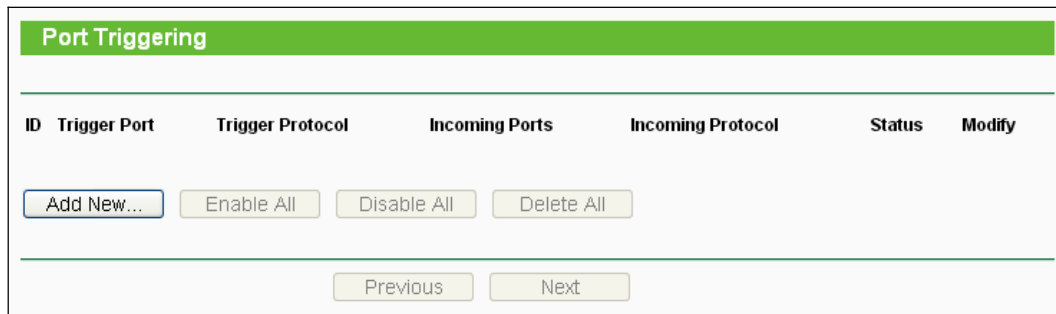 Port Triggering
ID Trigger Port Trigger Protocol Incoming Ports Incoming Protocol Status Modify
Add New... Enable All Disable All Delete All
Previous Next